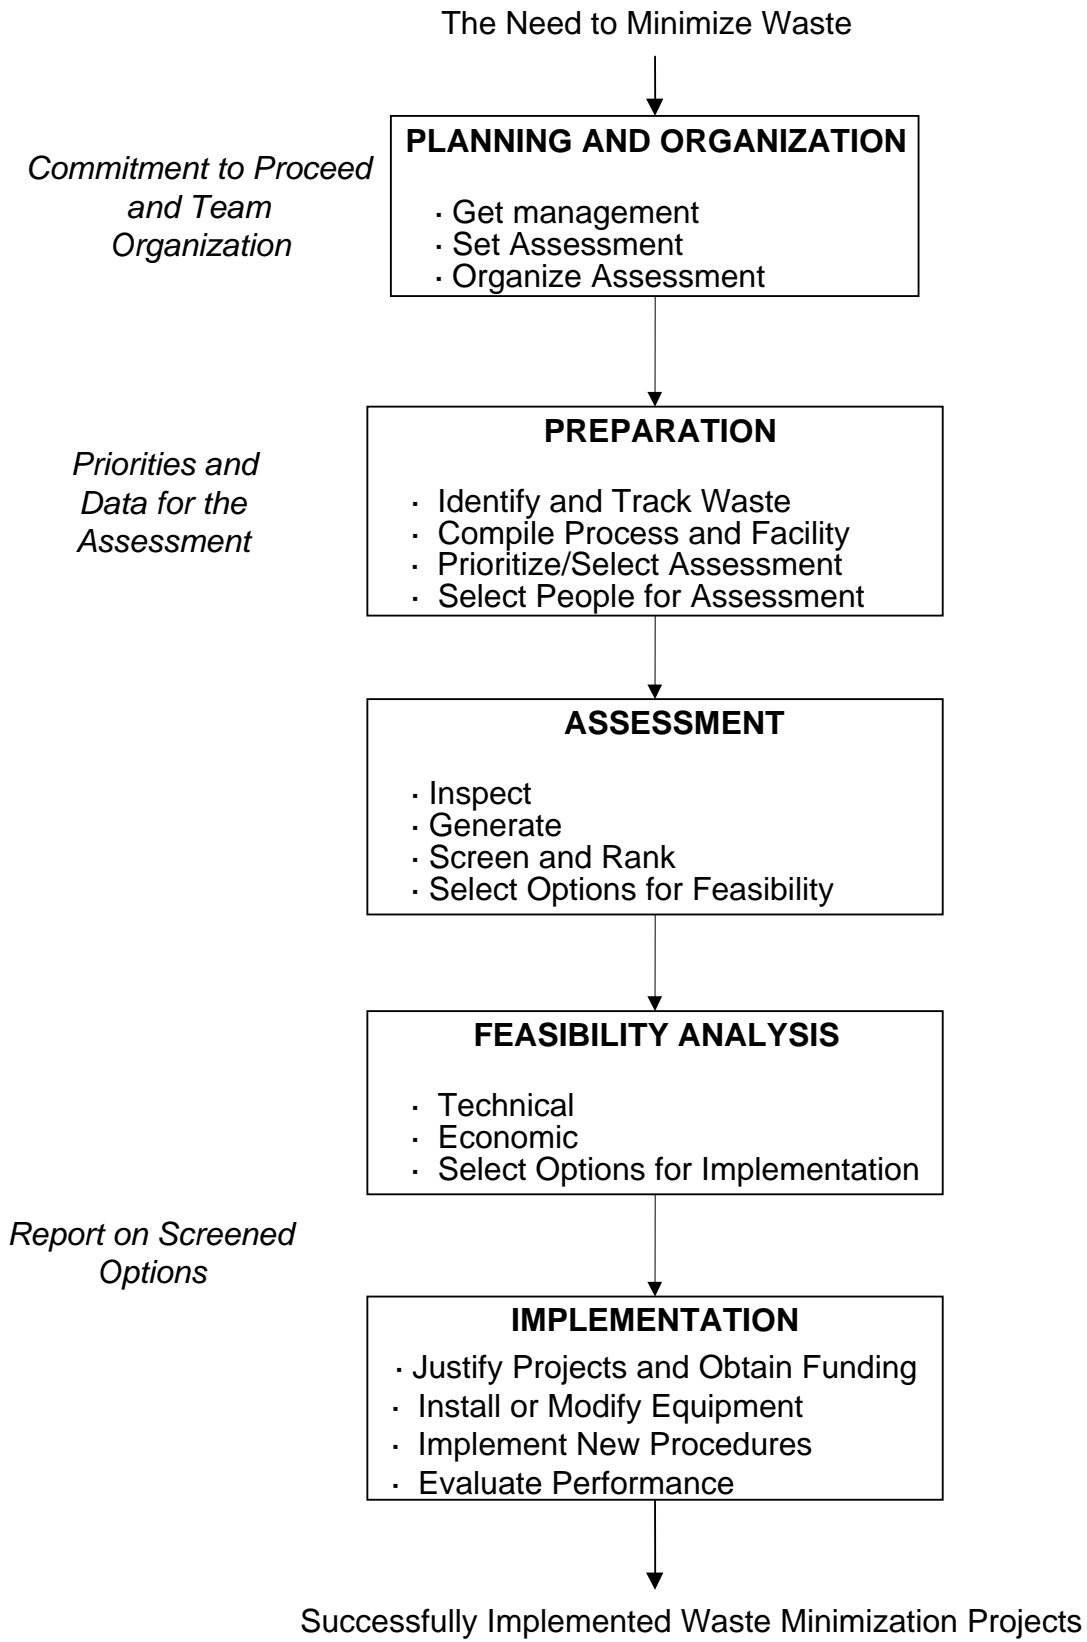 The Need to Minimize Waste
PLANNING AND ORGANIZATION
· Get management
· Set Assessment
· Organize Assessment
Commitment to Proceed
and Team
Organization
PREPARATION
· Identify and Track Waste
· Compile Process and Facility
· Prioritize/Select Assessment
· Select People for Assessment
Priorities and
Data for the
Assessment
ASSESSMENT
· Inspect
· Generate
· Screen and Rank
· Select Options for Feasibility
FEASIBILITY ANALYSIS
· Technical
· Economic
· Select Options for Implementation
Report on Screened
Options
IMPLEMENTATION
· Justify Projects and Obtain Funding
· Install or Modify Equipment
· Implement New Procedures
· Evaluate Performance
Successfully Implemented Waste Minimization Projects